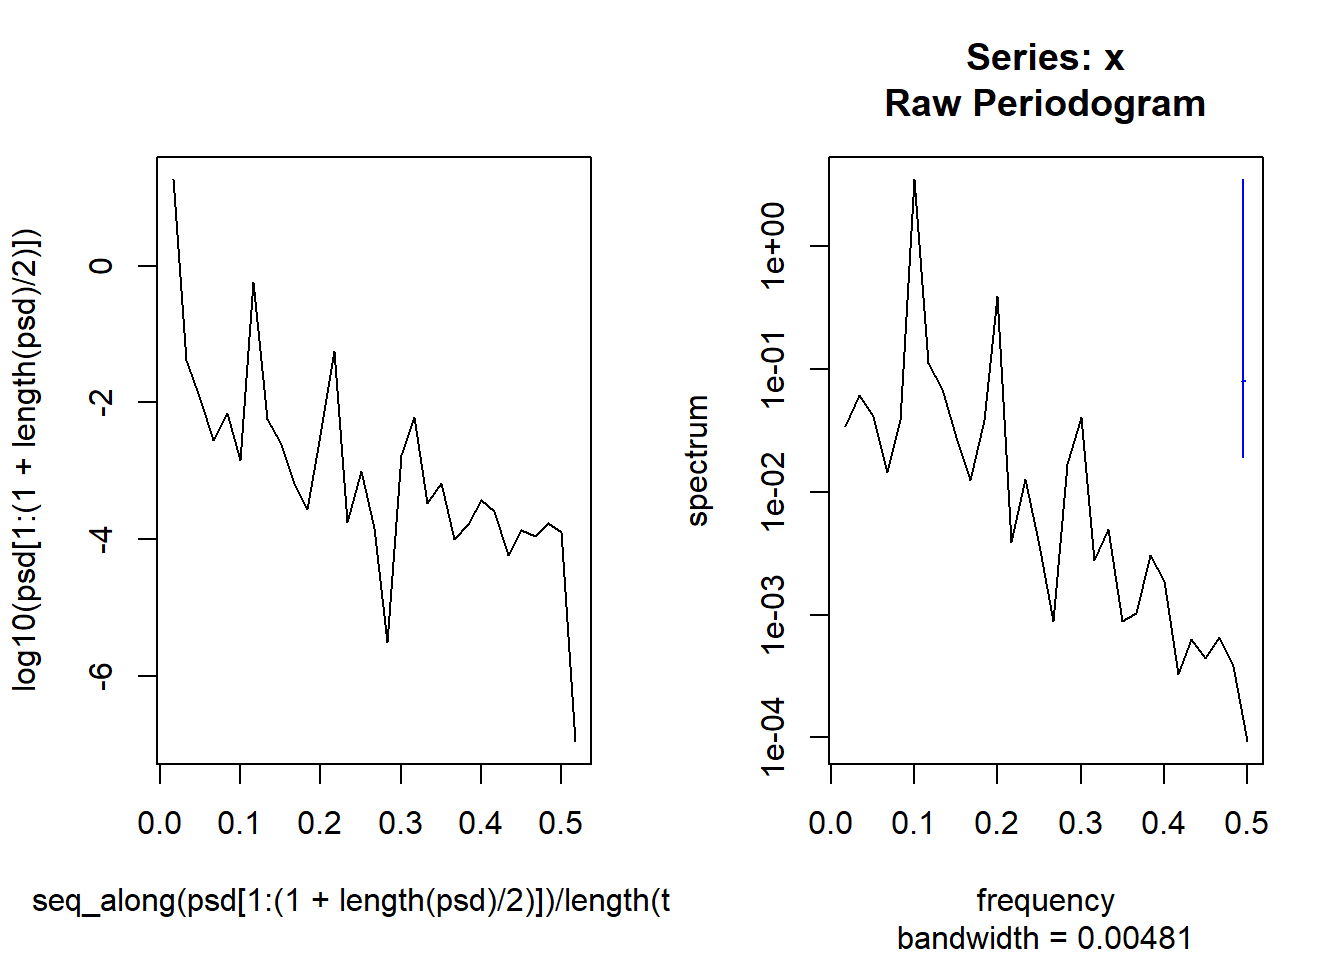 log10(psd[1:(1 + length(psd)/2)])
0
-2
-4
-6
0.0 0.1 0.2 0.3 0.4 0.5
seq_along(psd[1:(1 + length(psd)/2)])/length(t
Series: x
Raw Periodogram
spectrum
1e+00
1e-01
1e-02
1e-03
1e-04
0.0 0.1 0.2 0.3 0.4 0.5
frequency
bandwidth = 0.00481